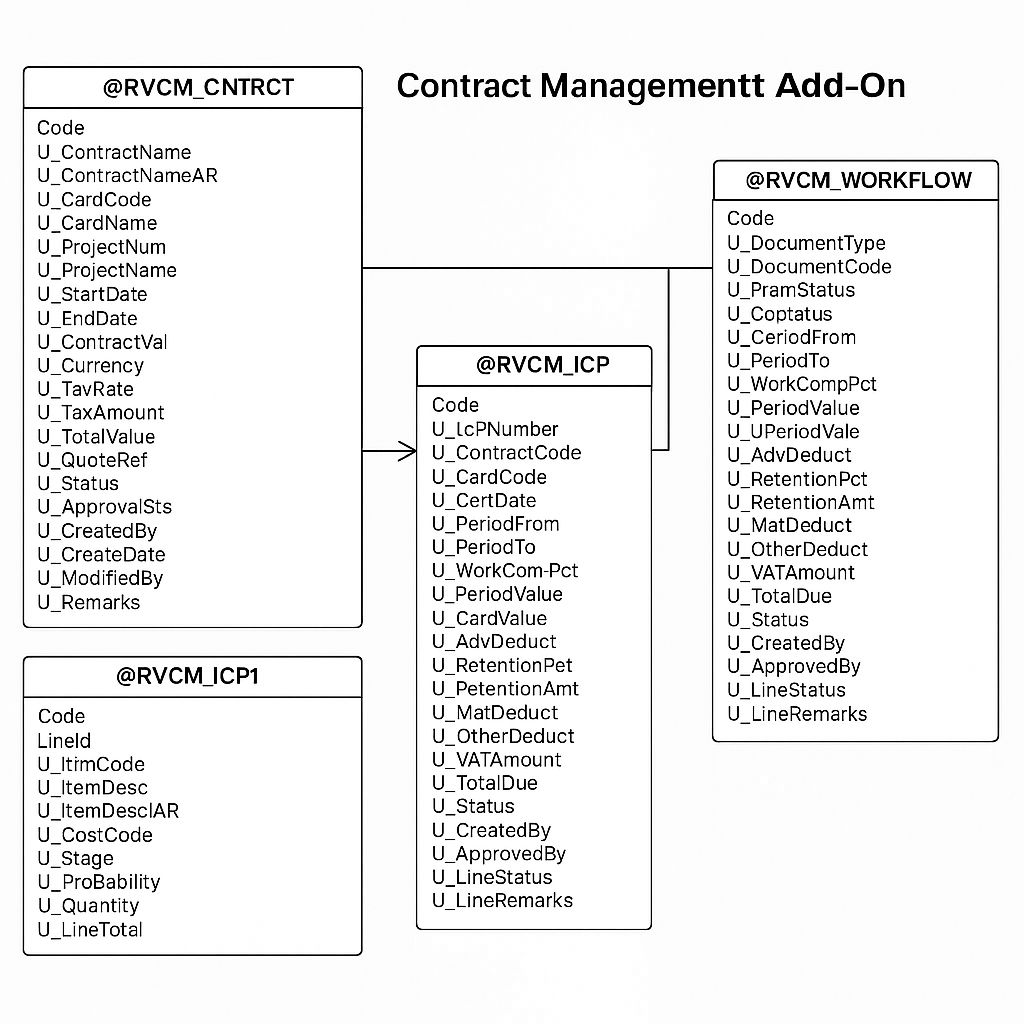 Contract Managementt Add-On
@RVCM_CNTRCT
Code
U_ContractName
U_ContractNameAR
U_CardCode
U_CardName
U_ProjectNum
U_ProjectName
U_StartDate
U_EndDate
U_ContractVal
U_Currency
U_TavRate
U_TaxAmount
U_TotalValue
U_QuoteRef
U_Status
U_ApprovalSts
U_CreatedBy
U_CreateDate
U_ModifiedBy
U_Remarks
@RVCM_ICP1
Code
LineId
U_ItimCode
U_ItemDesc
U_ItemDesclAR
U_CostCode
U_Stage
U_ProBability
U_Quantity
U_LineTotal
@RVCM_ICP
Code
U_LcPNumber
U_ContractCode
U_CardCode
U_CertDate
U_PeriodFrom
U_PeriodTo
U_WorkCom-Pct
U_PeriodValue
U_CardValue
U_AdvDeduct
U_RetentionPet
U_PetentionAmt
U_MatDeduct
U_OtherDeduct
U_VATAmount
U_TotalDue
U_Status
U_CreatedBy
U_ApprovedBy
U_LineStatus
U_LineRemarks
@RVCM_WORKFLOW
Code
U_DocumentType
U_DocumentCode
U_PramStatus
U_Coptatus
U_CeriodFrom
U_PeriodTo
U_WorkCompPct
U_PeriodValue
U_UPeriodVale
U_AdvDeduct
U_RetentionPct
U_RetentionAmt
U_MatDeduct
U_OtherDeduct
U_VATAmount
U_TotalDue
U_Status
U_CreatedBy
U_ApprovedBy
U_LineStatus
U_LineRemarks